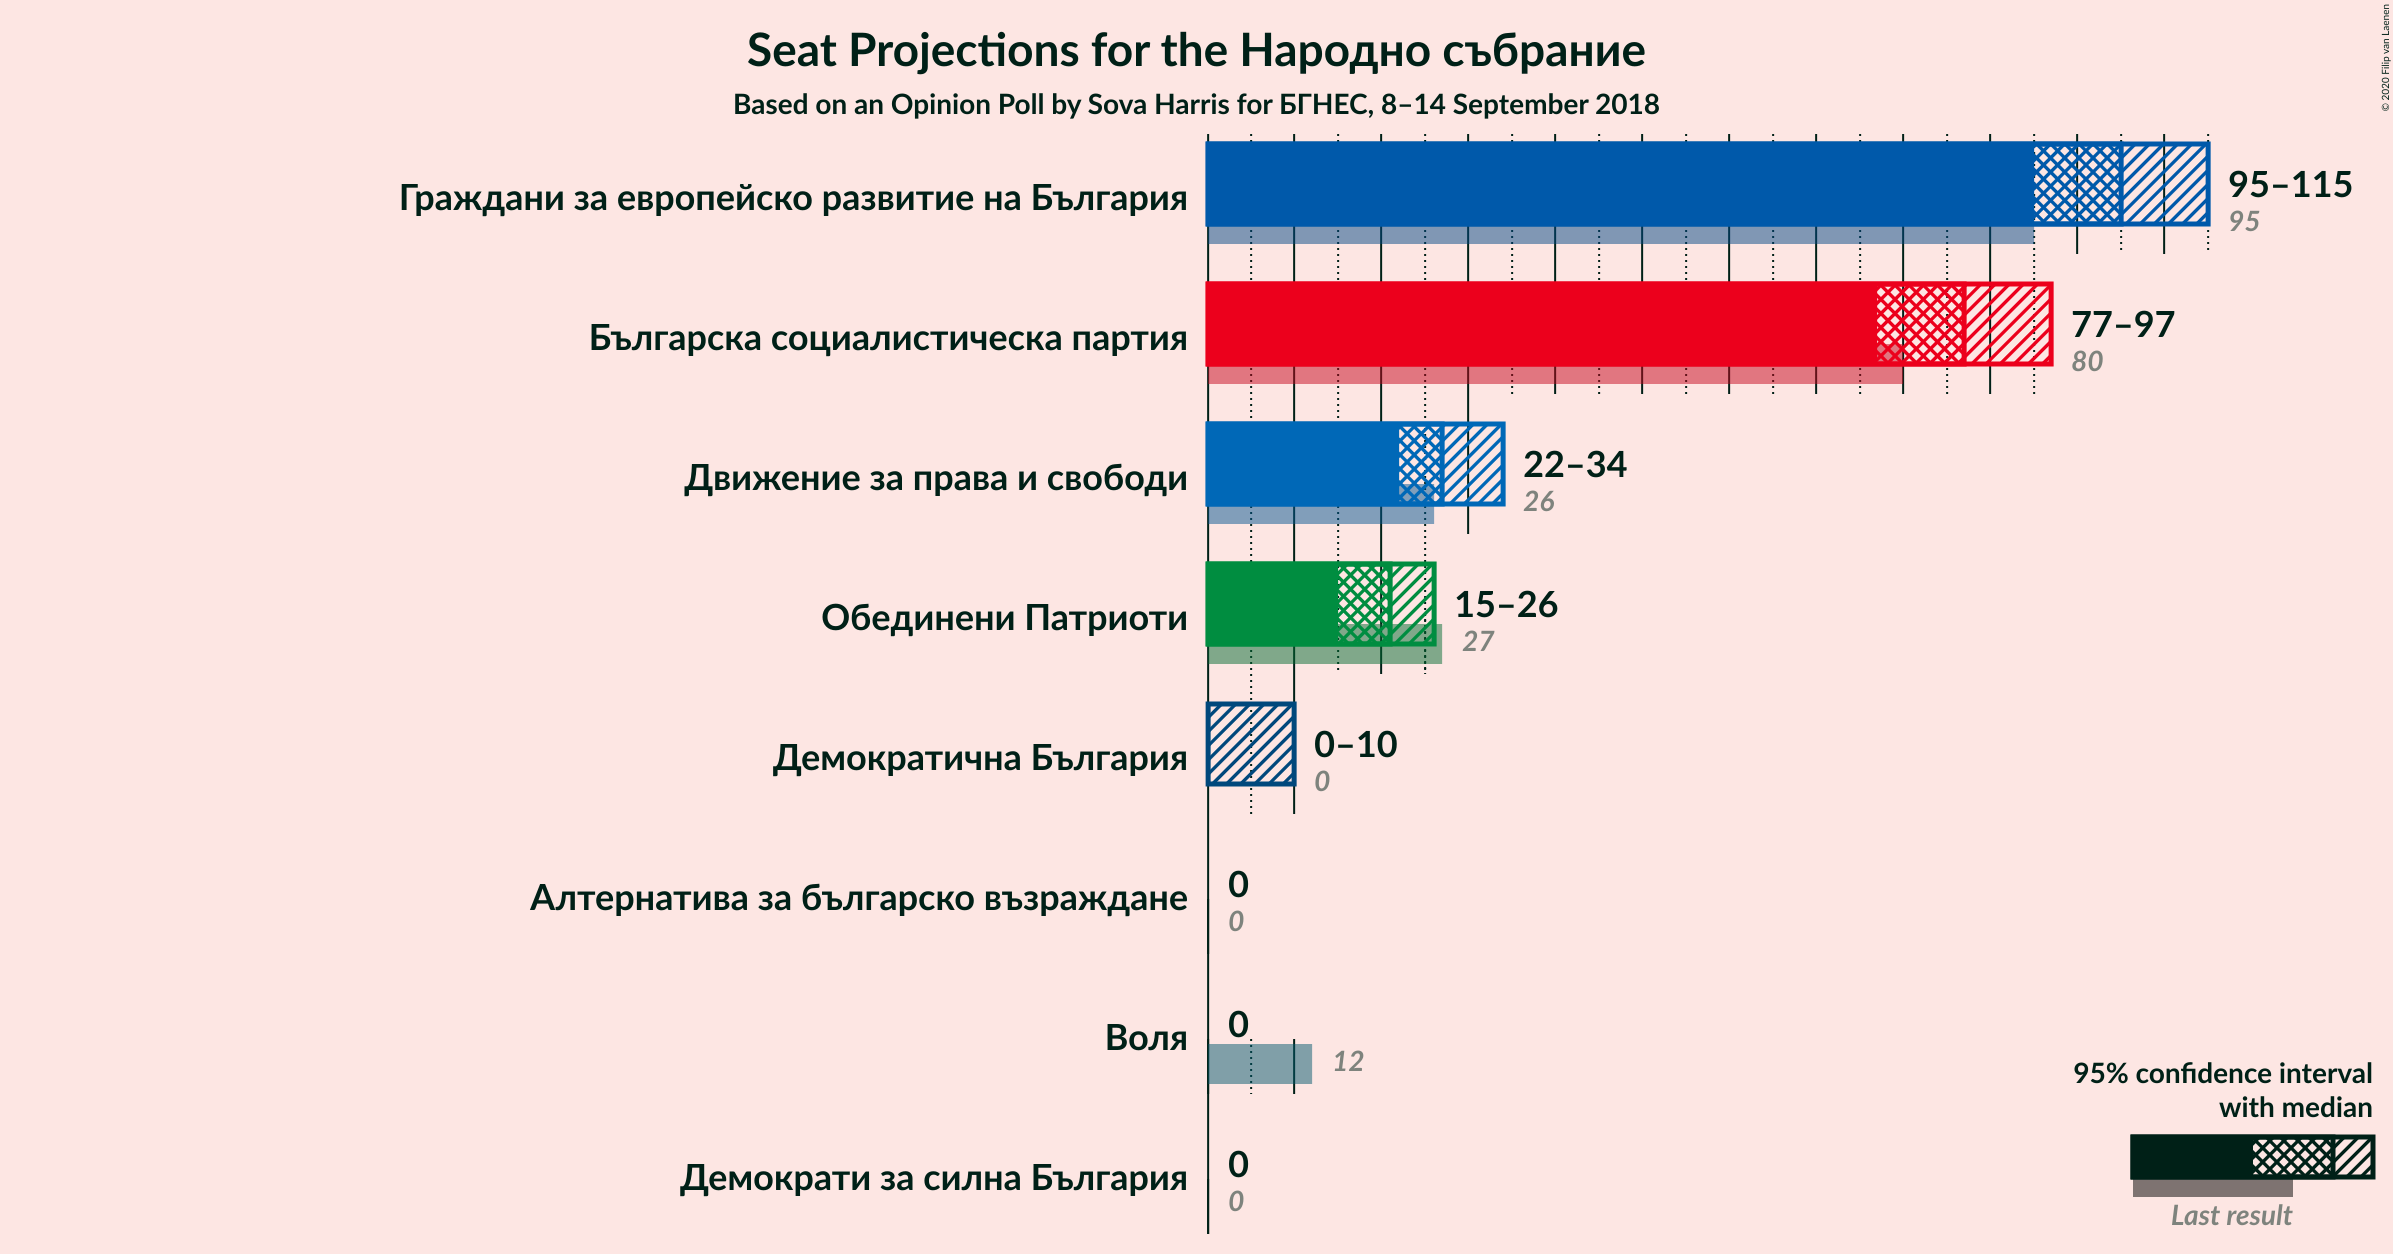 Seat Projections for the Народно събрание
Based on an Opinion Poll by Sova Harris for БГНЕС, 8–14 September 2018
© 2020 Filip van Laenen
Граждани за европейско развитие на България
95–115
95
Българска социалистическа партия
77–97
80
Движение за права и свободи
22–34
26
Обединени Патриоти
15–26
27
Демократична България
0–10
0
Алтернатива за българско възраждане
0
0
Воля
0
12
Демократи за силна България
0
0
95% confidence interval
with median
Last result